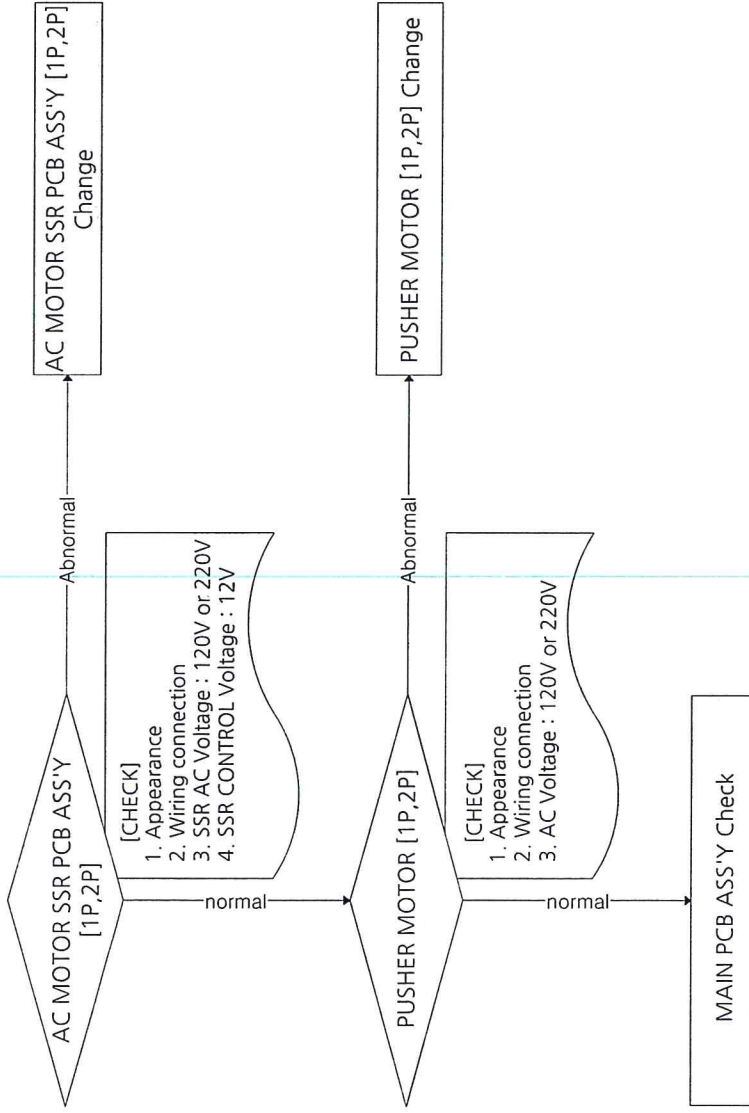 AC MOTOR SSR PCB ASS'Y
[1P,2P]
Abnormal
AC MOTOR SSR PCB ASS'Y [1P,2P]
Change
[CHECK]
1. Appearance
2. Wiring connection
3. SSR AC Voltage : 120V or 220V
4. SSR CONTROL Voltage : 12V
normal
PUSHER MOTOR [1P,2P]
Abnormal
PUSHER MOTOR [1P,2P] Change
[CHECK]
1. Appearance
2. Wiring connection
3. AC Voltage : 120V or 220V
normal
MAIN PCB ASS'Y Check